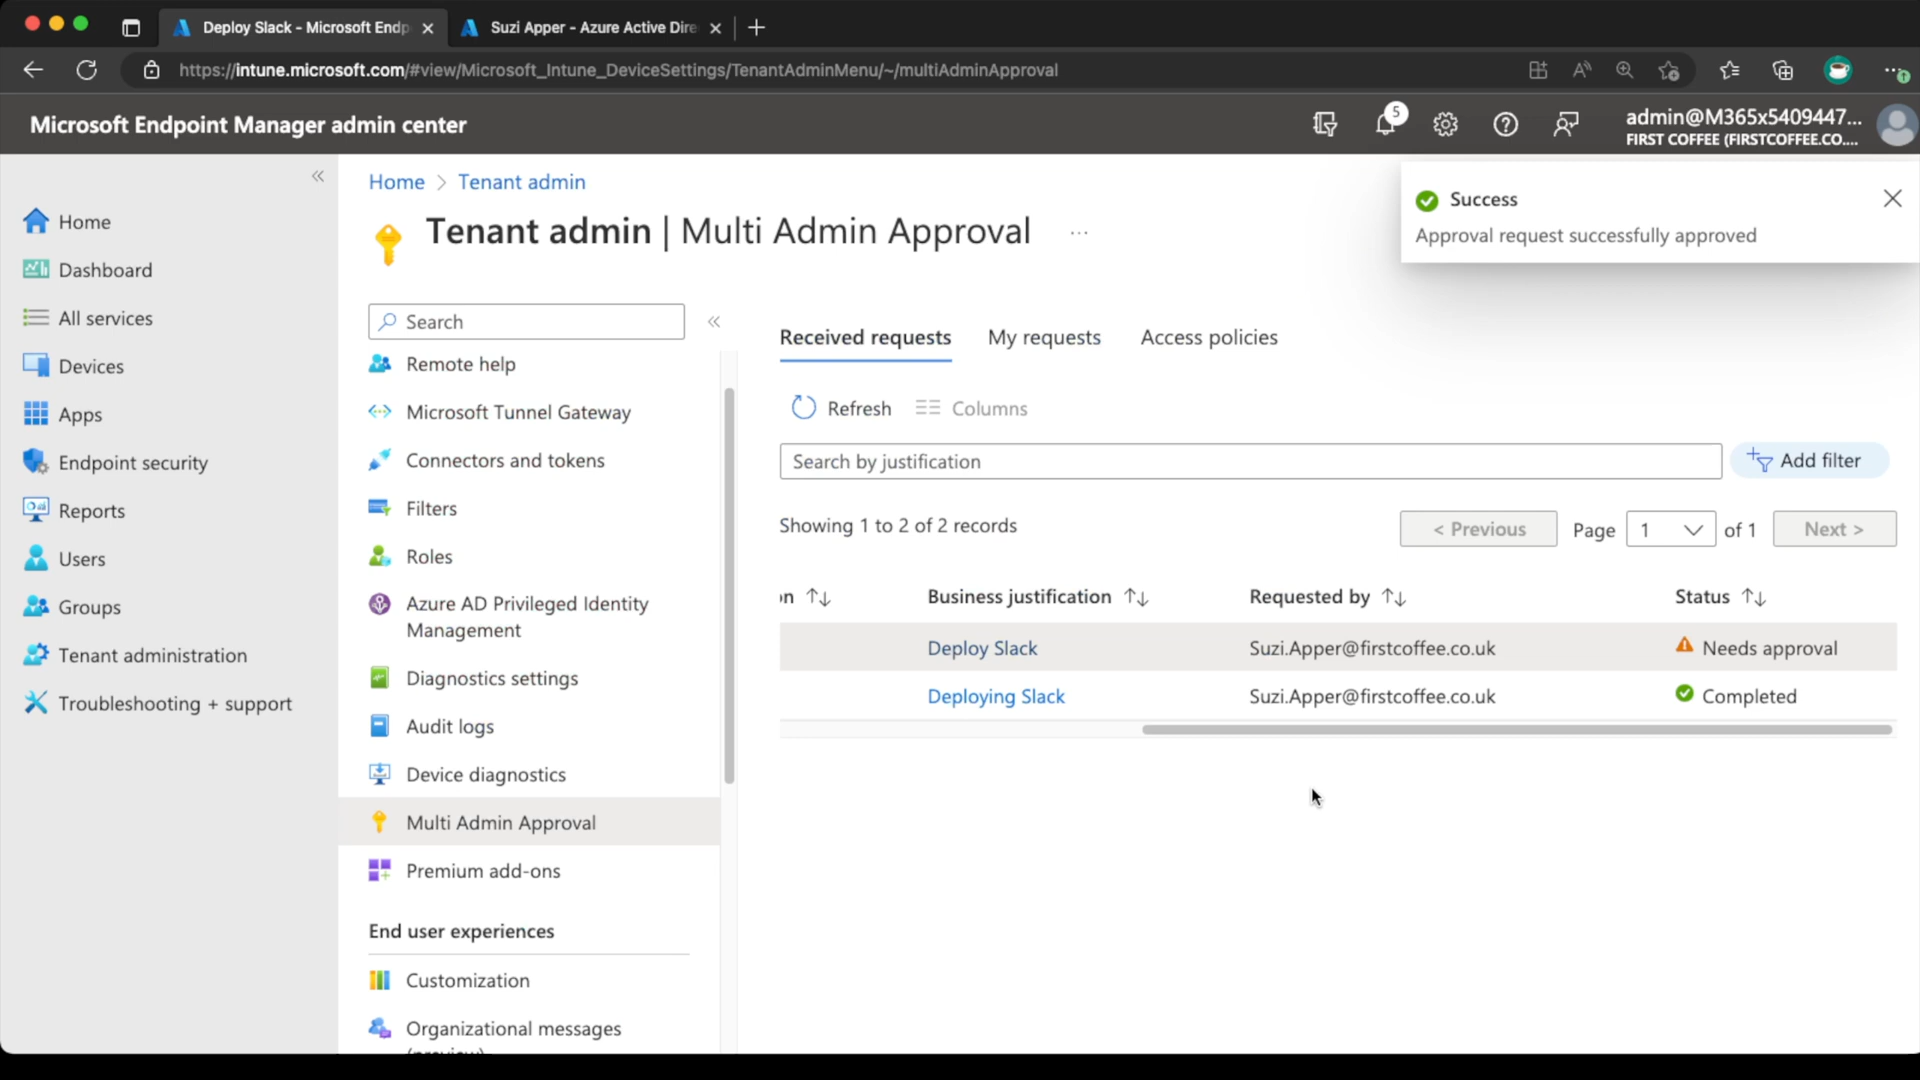 Deploy Slack - Microsoft Endp
Suzi Apper - Azure Active Dire
https://intune.microsoft.com/#view/Microsoft_Intune_DeviceSettings/TenantAdminMenu/~/multiAdminApproval
Microsoft Endpoint Manager admin center
5
admin@M365x5409447...
FIRST COFFEE (FIRSTCOFFEE.CO....
Home
Dashboard
All services
Devices
Apps
Endpoint security
Reports
Users
Groups
Tenant administration
Troubleshooting + support
Home > Tenant admin
Tenant admin | Multi Admin Approval ...
Success
Approval request successfully approved
Search
Remote help
Microsoft Tunnel Gateway
Connectors and tokens
Filters
Roles
Azure AD Privileged Identity
Management
Diagnostics settings
Audit logs
Device diagnostics
Multi Admin Approval
Premium add-ons
End user experiences
Customization
Organizational messages
(preview)
Received requests My requests Access policies
Refresh Columns
Search by justification
Add filter
Showing 1 to 2 of 2 records
< Previous Page 1 of 1 Next >
n Business justification Requested by Status
Deploy Slack Suzi.Apper@firstcoffee.co.uk Needs approval
Deploying Slack Suzi.Apper@firstcoffee.co.uk Completed